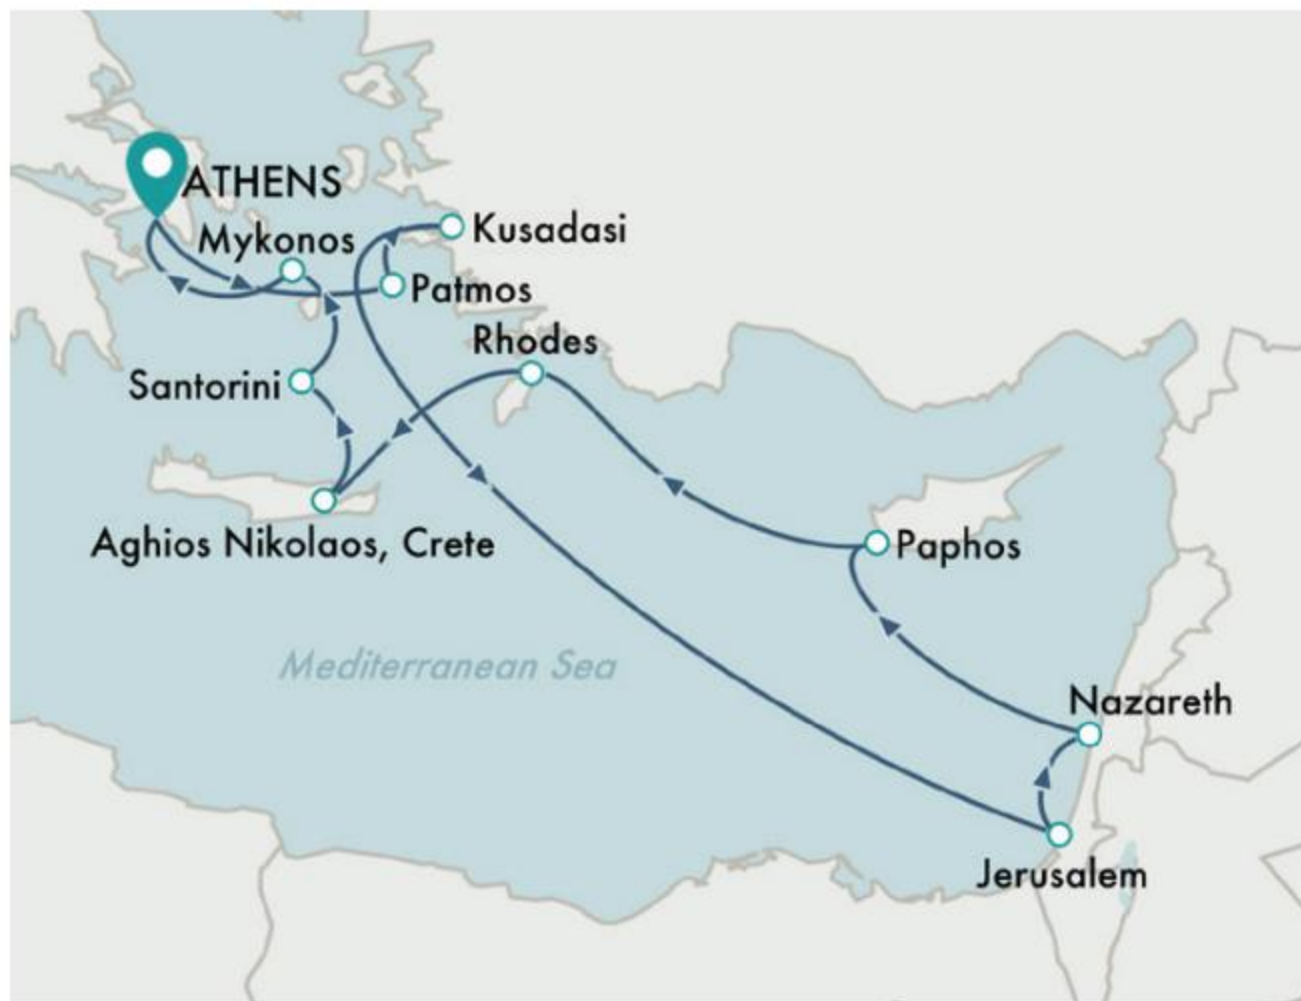 ATHENS
Mykonos
Kusadasi
Patmos
Rhodes
Santorini
Aghios Nikolaos, Crete
Paphos
Mediterranean Sea
Nazareth
Jerusalem